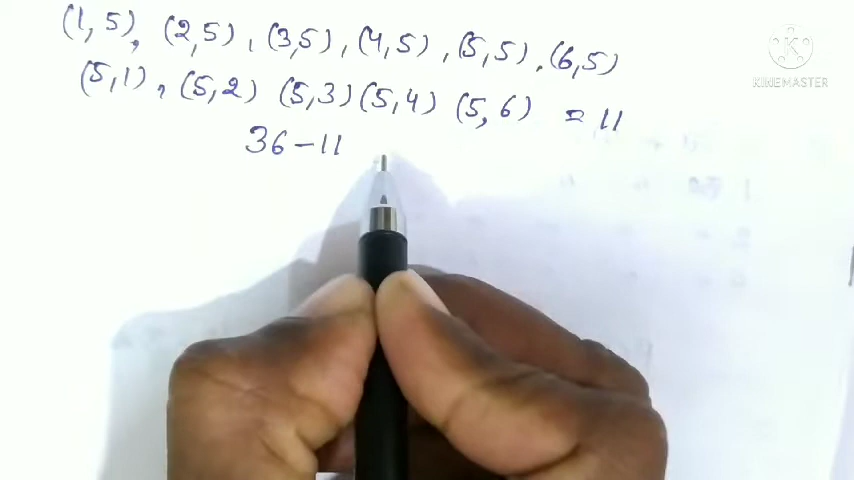 (1,5), (2,5), (3,5), (4,5), (5,5), (6,5)
(5,1), (5,2) (5,3) (5,4) (5,6) = 11
36-11
KINEMASTER